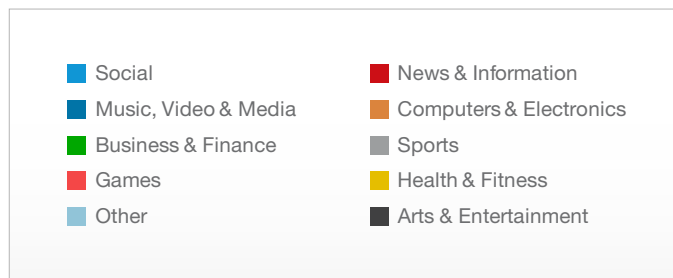 Social
Music, Video & Media
Business & Finance
Games
Other
News & Information
Computers & Electronics
Sports
Health & Fitness
Arts & Entertainment